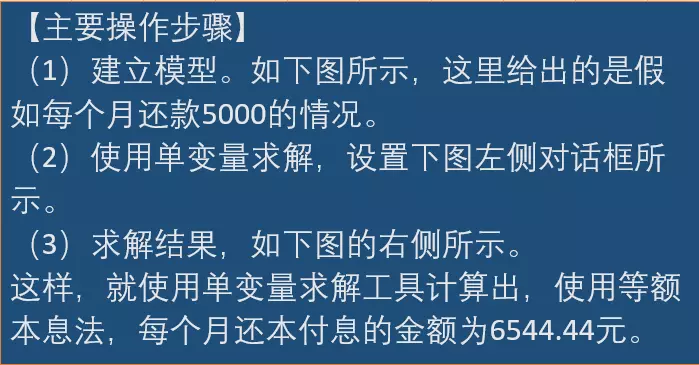 【主要操作步骤】
（1）建立模型。如下图所示，这里给出的是假
如每个月还款5000的情况。
（2）使用单变量求解，设置下图左侧对话框所
示。
（3）求解结果，如下图的右侧所示。
这样，就使用单变量求解工具计算出，使用等额
本息法，每个月还本付息的金额为6544.44元。